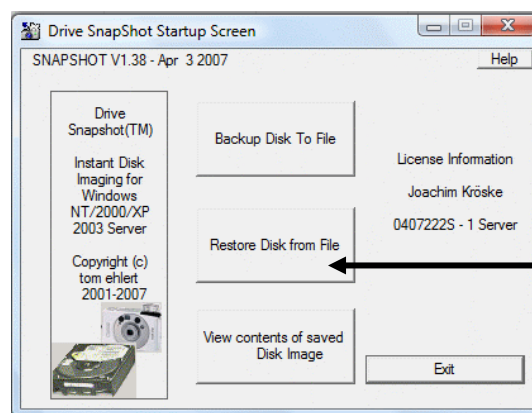 Drive SnapShot Startup Screen
SNAPSHOT V1.38 - Apr 3 2007
Help
Drive
Snapshot(TM)
Instant Disk
Imaging for
Windows
NT/2000/XP
2003 Server
Copyright (c)
tom ehlert
2001-2007
Backup Disk To File
Restore Disk from File
View contents of saved
Disk Image
License Information
Joachim Kröske
0407222S - 1 Server
Exit